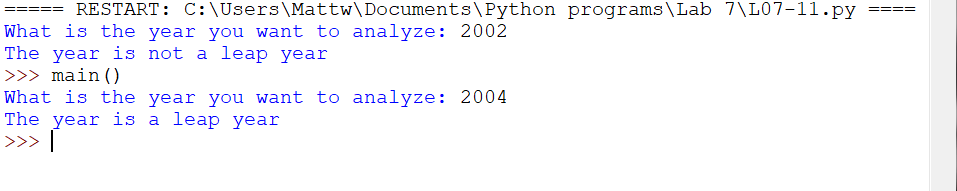 ===== RESTART: C:\Users\Mattw\Documents\Python programs\Lab 7\L07-11.py ====
What is the year you want to analyze: 2002
The year is not a leap year
>>> main()
What is the year you want to analyze: 2004
The year is a leap year
>>>